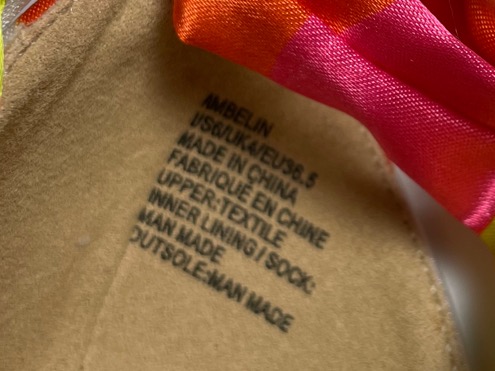 AMBELIN
US6/UK4/EU36.5
MADE IN CHINA
FABRIQUÉ EN CHINE
UPPER:TEXTILE
INNER LINING / SOCK:
MAN MADE
OUTSOLE:MAN MADE